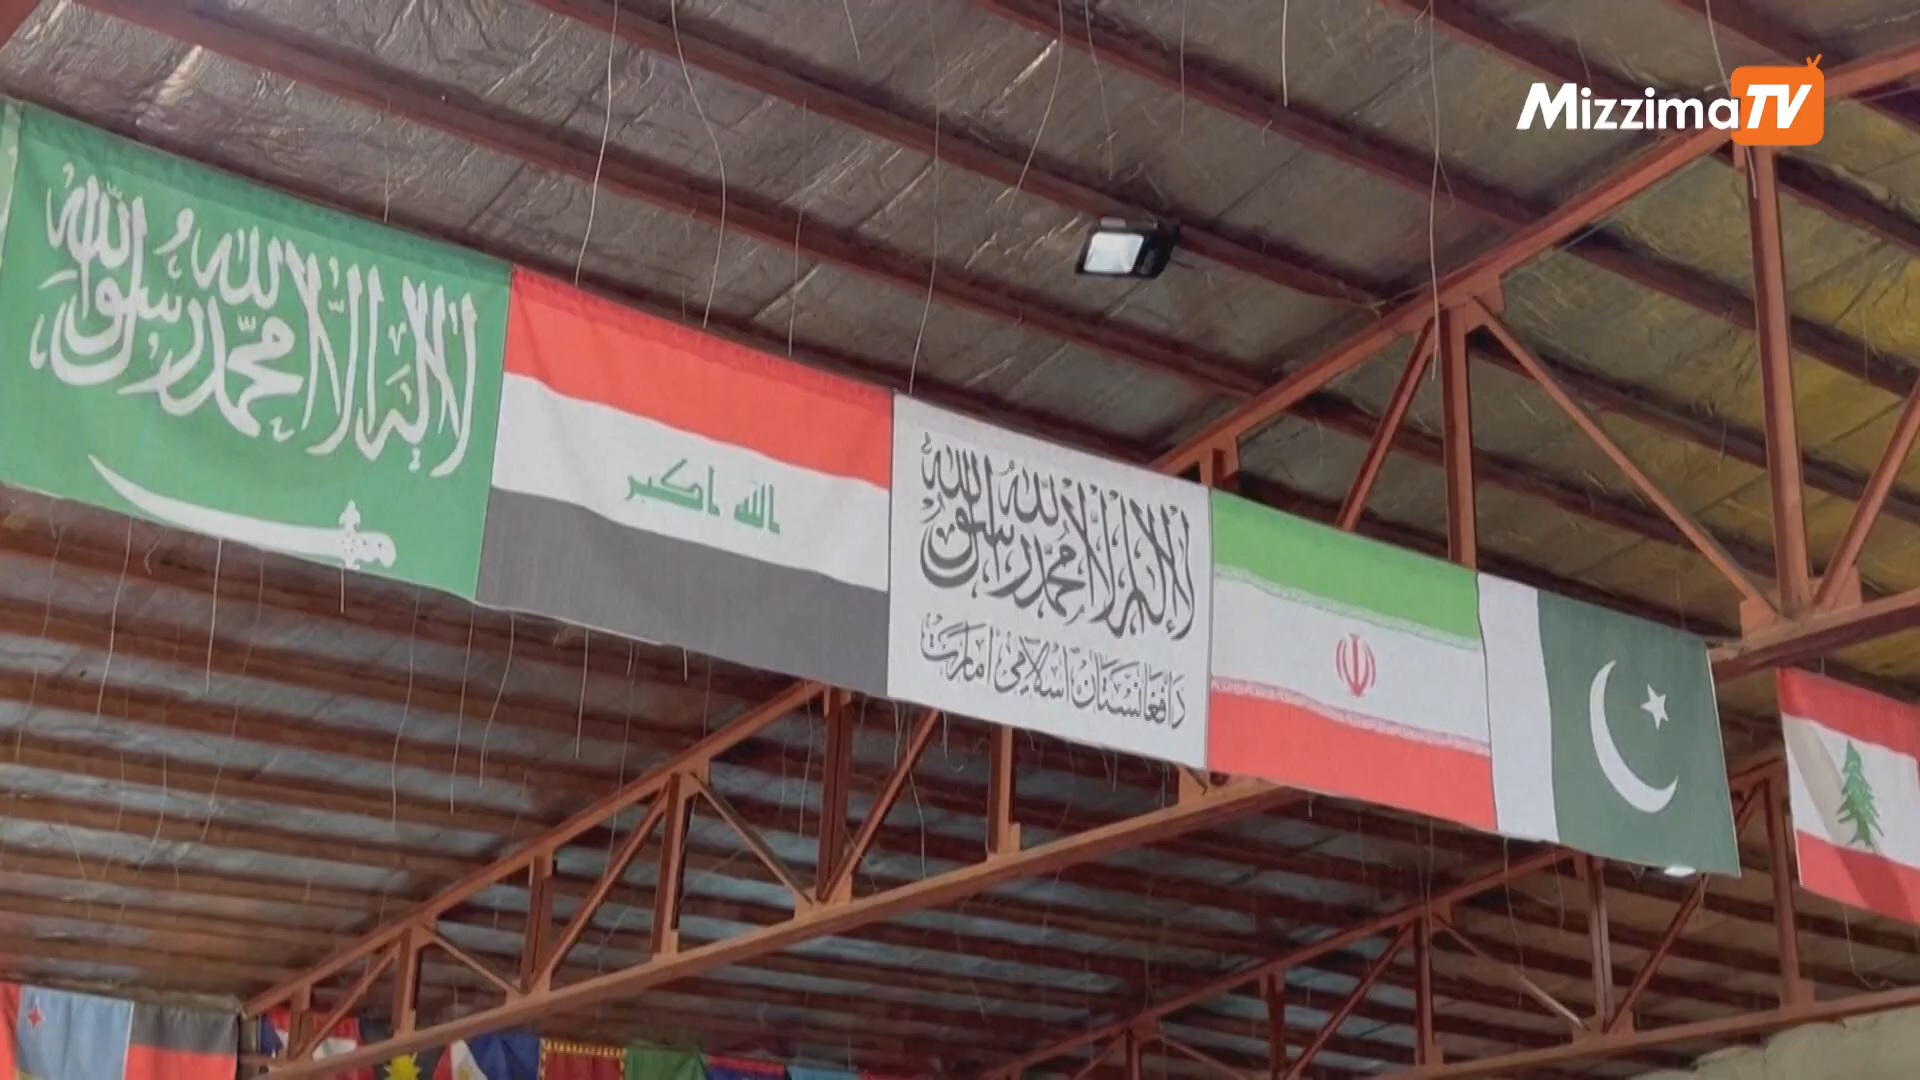 MizzimaTV
لا إله إلا الله محمد رسول الله
الله اكبر
لا إله إلا الله محمد رسول الله
د افغانستان اسلامی امارت